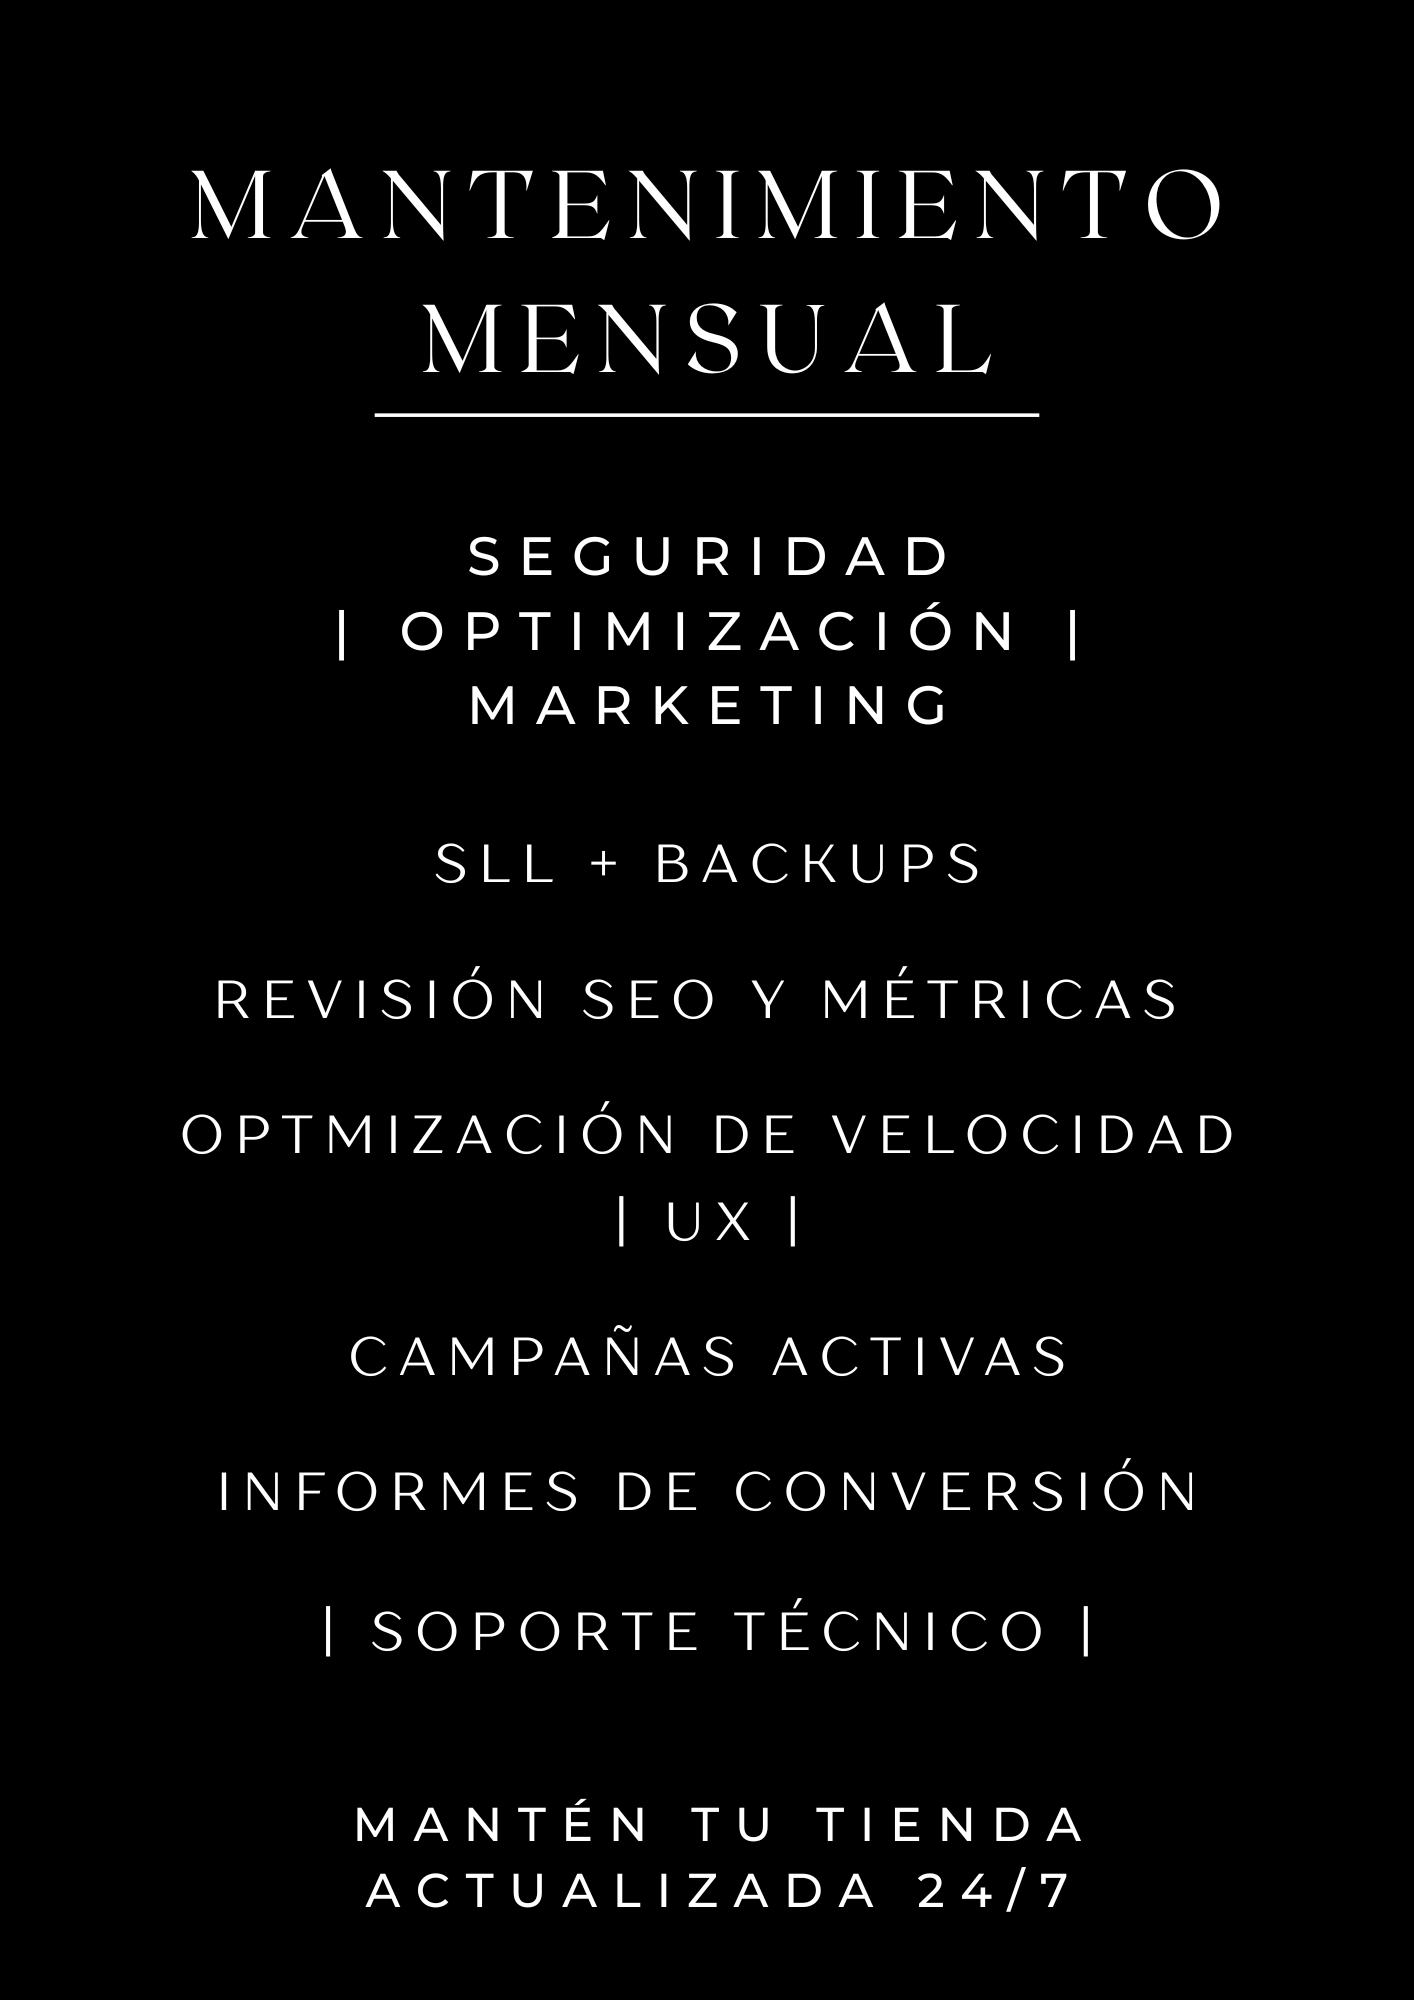 MANTENIMIENTO
MENSUAL
SEGURIDAD
| OPTIMIZACIÓN |
MARKETING
SLL + BACKUPS
REVISIÓN SEO Y MÉTRICAS
OPTMIZACIÓN DE VELOCIDAD
| UX |
CAMPAÑAS ACTIVAS
INFORMES DE CONVERSIÓN
| SOPORTE TÉCNICO |
MANTÉN TU TIENDA
ACTUALIZADA 24/7